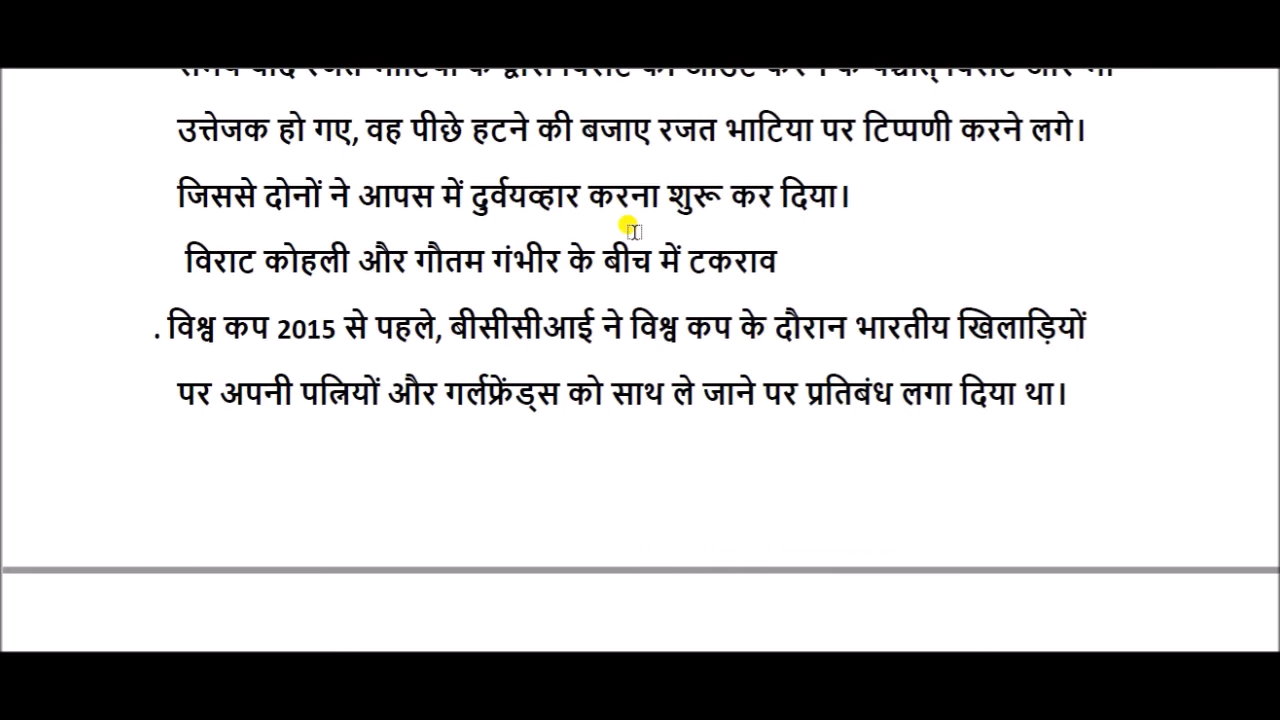 उत्तेजक हो गए, वह पीछे हटने की बजाए रजत भाटिया पर टिप्पणी करने लगे।
जिससे दोनों ने आपस में दुर्वयव्हार करना शुरू कर दिया।
विराट कोहली और गौतम गंभीर के बीच में टकराव
. विश्व कप 2015 से पहले, बीसीसीआई ने विश्व कप के दौरान भारतीय खिलाड़ियों
पर अपनी पत्नियों और गर्लफ्रेंड्स को साथ ले जाने पर प्रतिबंध लगा दिया था।